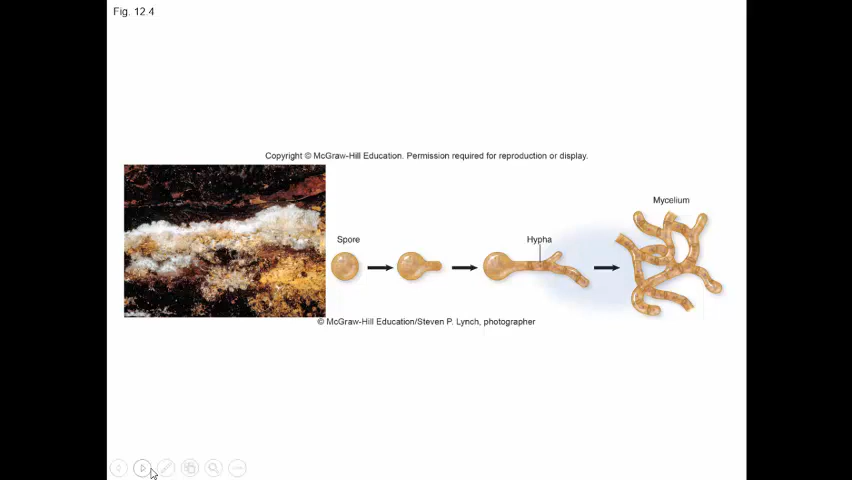 Fig. 12.4
Copyright © McGraw-Hill Education. Permission required for reproduction or display.
Mycelium
Spore
Hypha
© McGraw-Hill Education/Steven P. Lynch, photographer